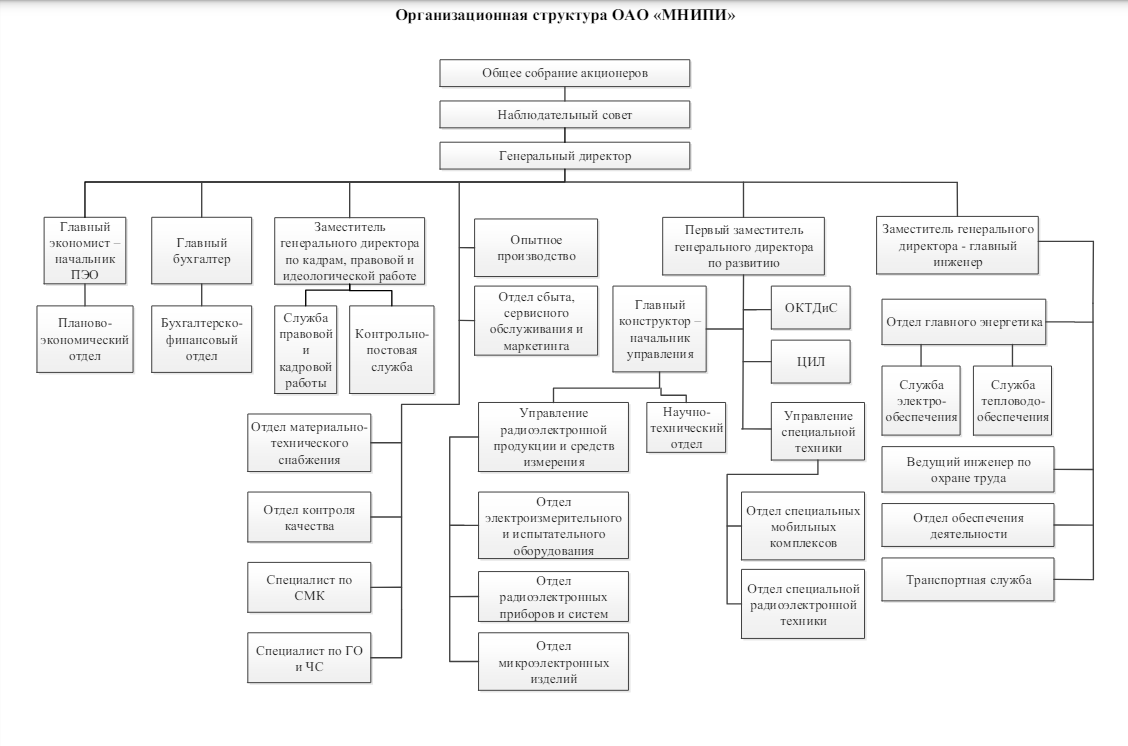 Организационная структура ОАО «МНИПИ»
Общее собрание акционеров
Наблюдательный совет
Генеральный директор
Главный
экономист –
начальник
ПЭО
Главный
бухгалтер
Заместитель
генерального директора
по кадрам, правовой и
идеологической работе
Опытное
производство
Первый заместитель
генерального директора
по развитию
Заместитель генерального
директора - главный
инженер
Планово-
экономический
отдел
Бухгалтерско-
финансовый
отдел
Служба
правовой
и
кадровой
работы
Контрольно-
постовая
служба
Отдел сбыта,
сервисного
обслуживания и
маркетинга
Главный
конструктор –
начальник
управления
ОКТДиС
ЦИЛ
Отдел главного энергетика
Служба
электро-
обеспечения
Служба
тепловодо-
обеспечения
Отдел материально-
технического
снабжения
Отдел контроля
качества
Специалист по
СМК
Специалист по ГО
и ЧС
Управление
радиоэлектронной
продукции и средств
измерения
Научно-
технический
отдел
Управление
специальной
техники
Отдел
электроизмерительного
и испытательного
оборудования
Отдел
радиоэлектронных
приборов и систем
Отдел
микроэлектронных
изделий
Отдел специальных
мобильных
комплексов
Отдел специальной
радиоэлектронной
техники
Ведущий инженер по
охране труда
Отдел обеспечения
деятельности
Транспортная служба